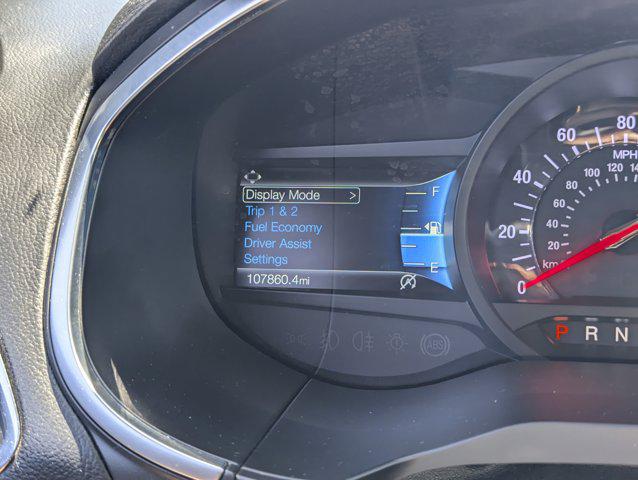 Display Mode >
Trip 1 & 2
Fuel Economy
Driver Assist
Settings
107860.4mi
F
E
ABS
0
20
40
60
80
MPH
20
40
60
80
100
120
km
P R N